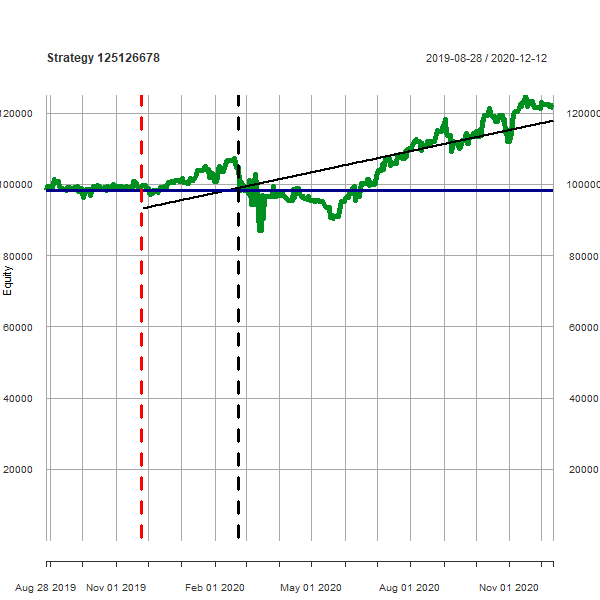 Strategy 125126678 2019-08-28 / 2020-12-12
120000 120000
100000 100000
80000 80000
Equity
60000 60000
40000 40000
20000 20000
Aug 28 2019 Nov 01 2019 Feb 01 2020 May 01 2020 Aug 01 2020 Nov 01 2020